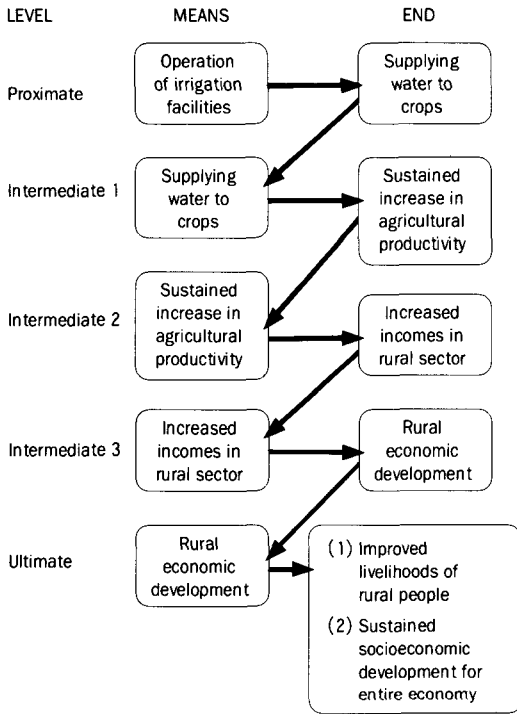 LEVEL MEANS END
Operation
of irrigation
facilities
Supplying
water to
crops
Proximate
Intermediate 1
Supplying
water to
crops
Sustained
increase in
agricultural
productivity
Intermediate 2
Sustained
increase in
agricultural
productivity
Increased
incomes in
rural sector
Intermediate 3
Increased
incomes in
rural sector
Rural
economic
development
Ultimate
Rural
economic
development
(1) Improved
livelihoods of
rural people
(2) Sustained
socioeconomic
development for
entire economy